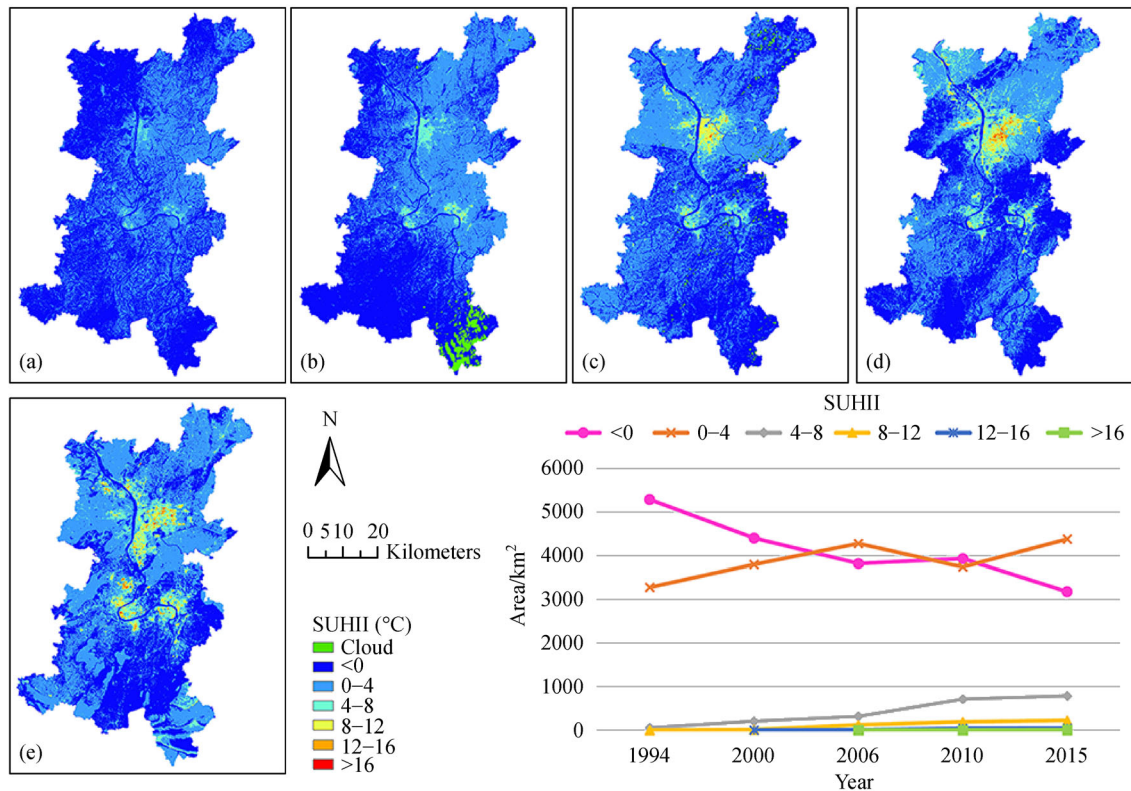 (a)
(b)
(c)
(d)
(e)
N
0 5 10 20
Kilometers
SUHII (°C)
Cloud
<0
0−4
4−8
8−12
12−16
>16
SUHII
<0 0−4 4−8 8−12 12−16 >16
6000
5000
4000
3000
2000
1000
0
Area/km²
1994 2000 2006 2010 2015
Year